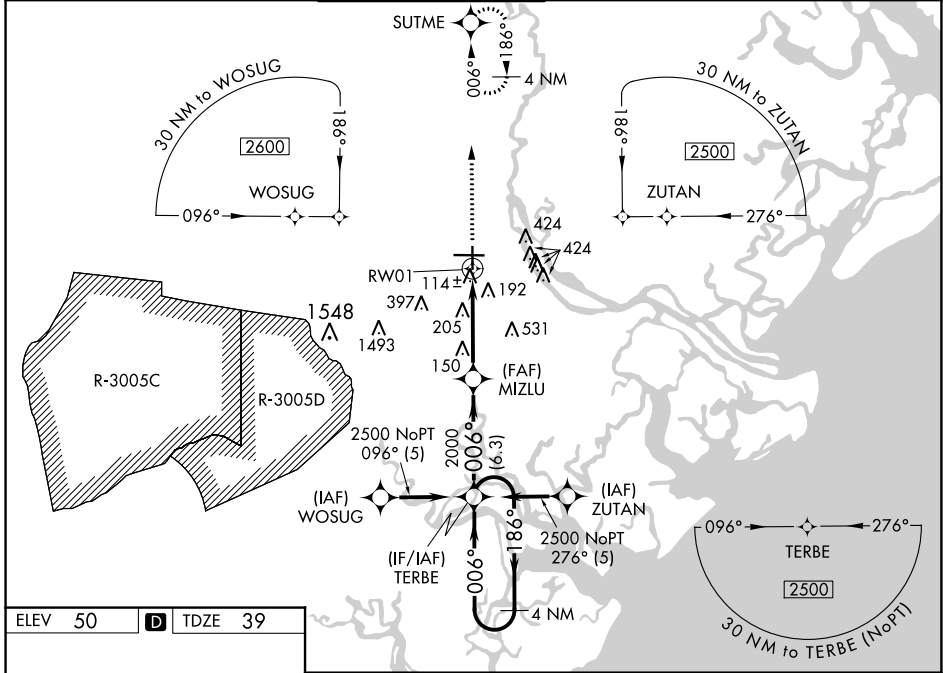 SUTME
186°
006°
4 NM
30 NM to WOSUG
186°
2600
WOSUG
096°
30 NM to ZUTAN
186°
2500
ZUTAN
276°
424
424
RW01
114±
192
397
205
1548
1493
531
150
R-3005C
R-3005D
(FAF)
MIZLU
2000
006°
(6.3)
2500 NoPT
096° (5)
(IAF)
WOSUG
(IAF)
ZUTAN
2500 NoPT
276° (5)
(IF/IAF)
TERBE
186°
006°
4 NM
096°
276°
TERBE
2500
30 NM to TERBE (NoPT)
ELEV 50 D TDZE 39